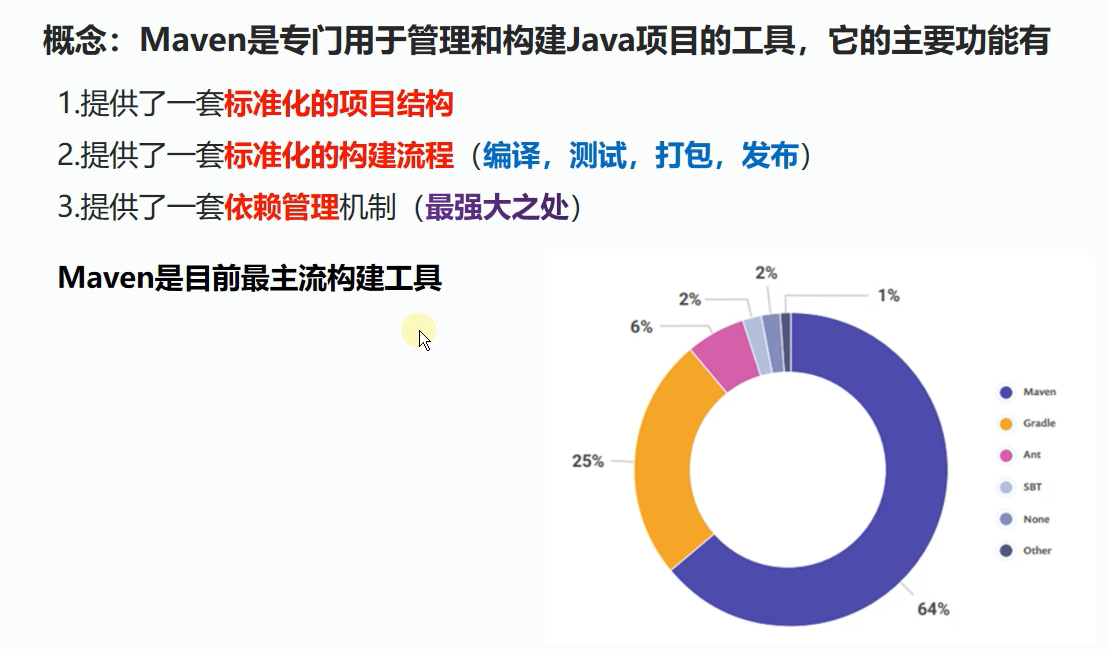 概念：Maven是专门用于管理和构建Java项目的工具，它的主要功能有
1.提供了一套标准化的项目结构
2.提供了一套标准化的构建流程（编译，测试，打包，发布）
3.提供了一套依赖管理机制（最强大之处）
Maven是目前最主流构建工具
2%
2%
1%
6%
25%
64%
Maven
Gradle
Ant
SBT
None
Other